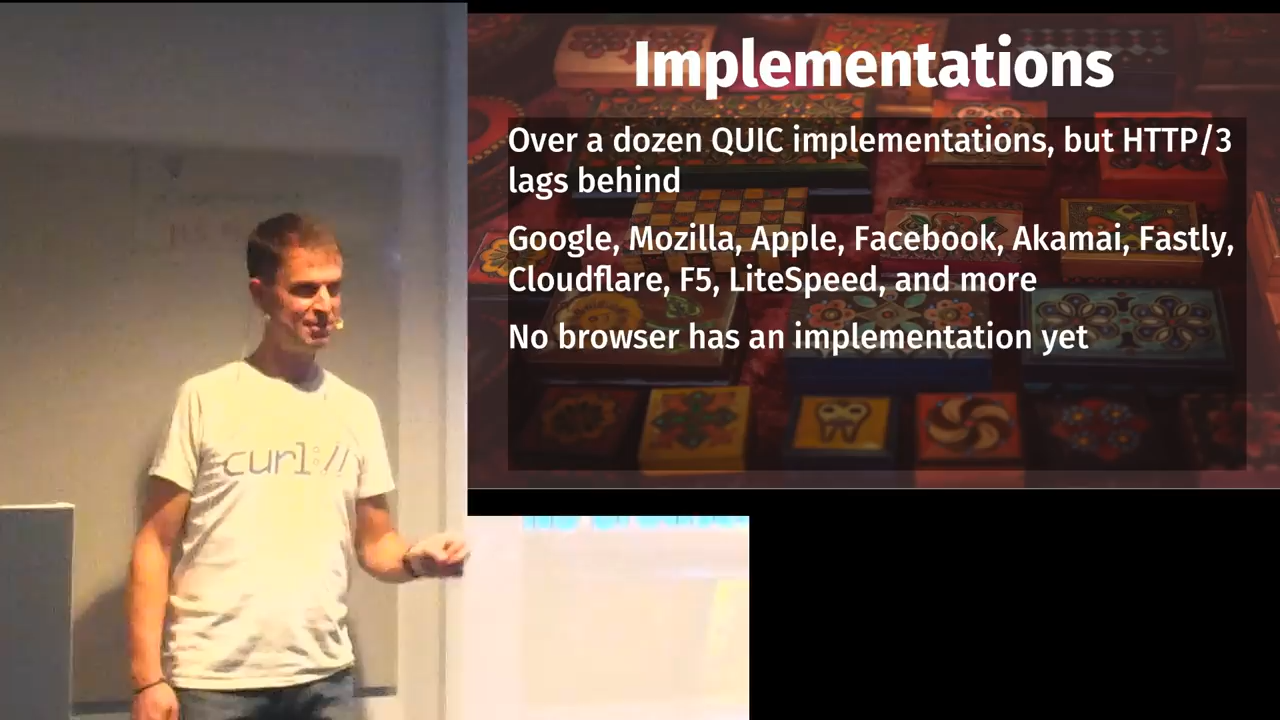 Implementations
Over a dozen QUIC implementations, but HTTP/3
lags behind
Google, Mozilla, Apple, Facebook, Akamai, Fastly,
Cloudflare, F5, LiteSpeed, and more
No browser has an implementation yet
curl://